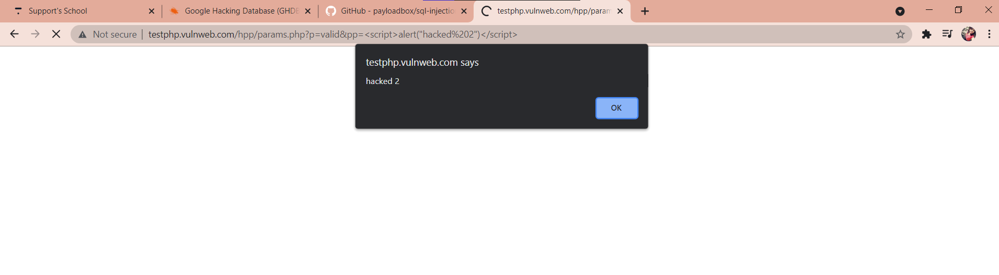 Support's School
Google Hacking Database (GHDB
GitHub - payloadbox/sql-injectio
testphp.vulnweb.com/hpp/param
Not secure
testphp.vulnweb.com/hpp/params.php?p=valid&pp=<script>alert("hacked%202")</script>
testphp.vulnweb.com says
hacked 2
OK